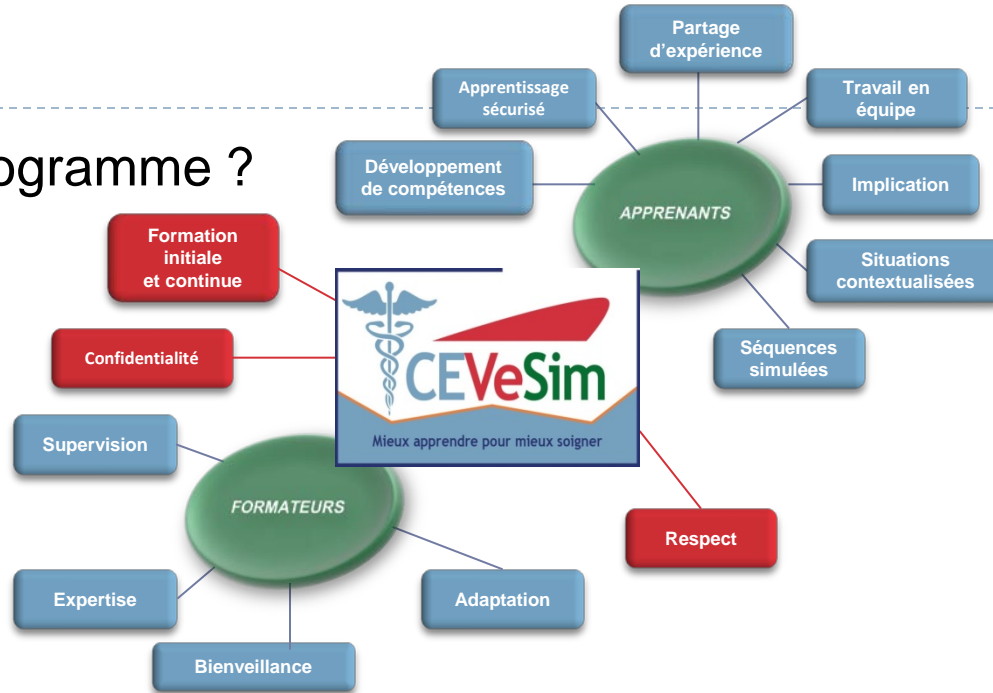 Partage
d'expérience
Apprentissage
sécurisé
Travail en
équipe
ogramme ?
Développement
de compétences
Implication
APPRENANTS
Formation
initiale
et continue
Situations
contextualisées
Confidentialité
CEVeSim
Séquences
simulées
Mieux apprendre pour mieux soigner
Supervision
FORMATEURS
Respect
Expertise
Adaptation
Bienveillance